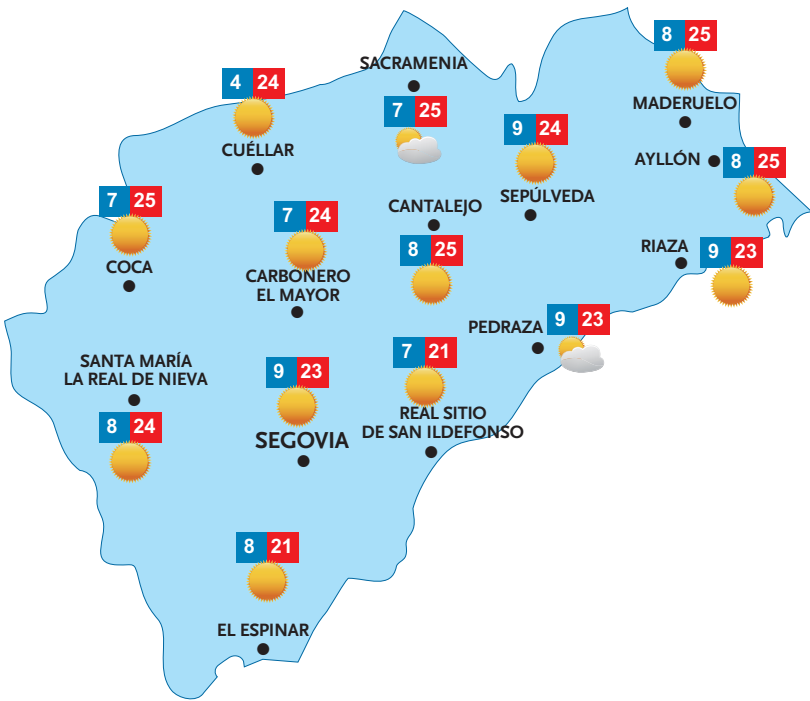 8 25
MADERUELO
SACRAMENIA
7 25
4 24
CUÉLLAR
9 24
SEPÚLVEDA
AYLLÓN
8 25
7 25
COCA
7 24
CARBONERO
EL MAYOR
CANTALEJO
8 25
RIAZA
9 23
PEDRAZA
9 23
SANTA MARÍA
LA REAL DE NIEVA
8 24
9 23
SEGOVIA
7 21
REAL SITIO
DE SAN ILDEFONSO
8 21
EL ESPINAR